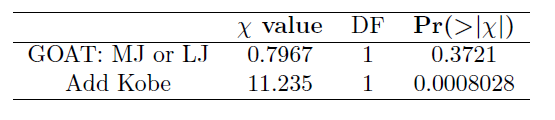 χ value DF Pr(>|χ|)
GOAT: MJ or LJ 0.7967 1 0.3721
Add Kobe 11.235 1 0.0008028